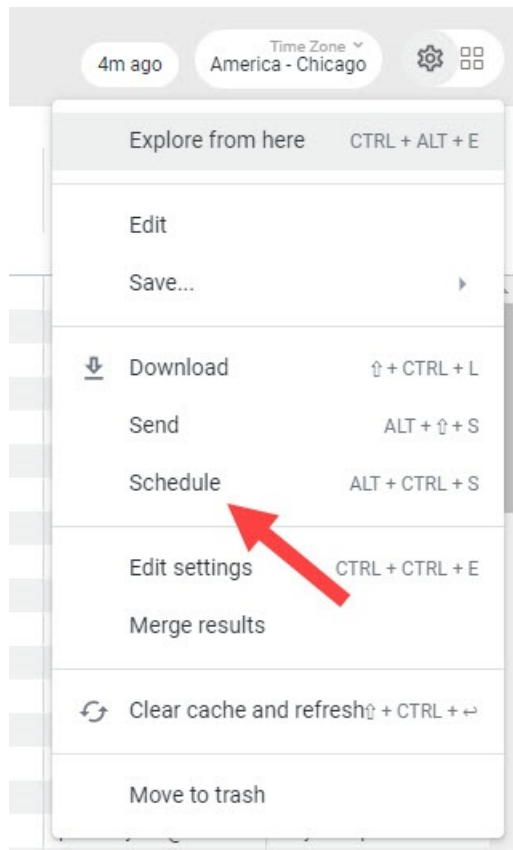 4m ago
Time Zone
America - Chicago
Explore from here CTRL + ALT + E
Edit
Save...
Download ⇧ + CTRL + L
Send ALT + ⇧ + S
Schedule ALT + CTRL + S
Edit settings CTRL + CTRL + E
Merge results
Clear cache and refresh ⇧ + CTRL + ↩
Move to trash